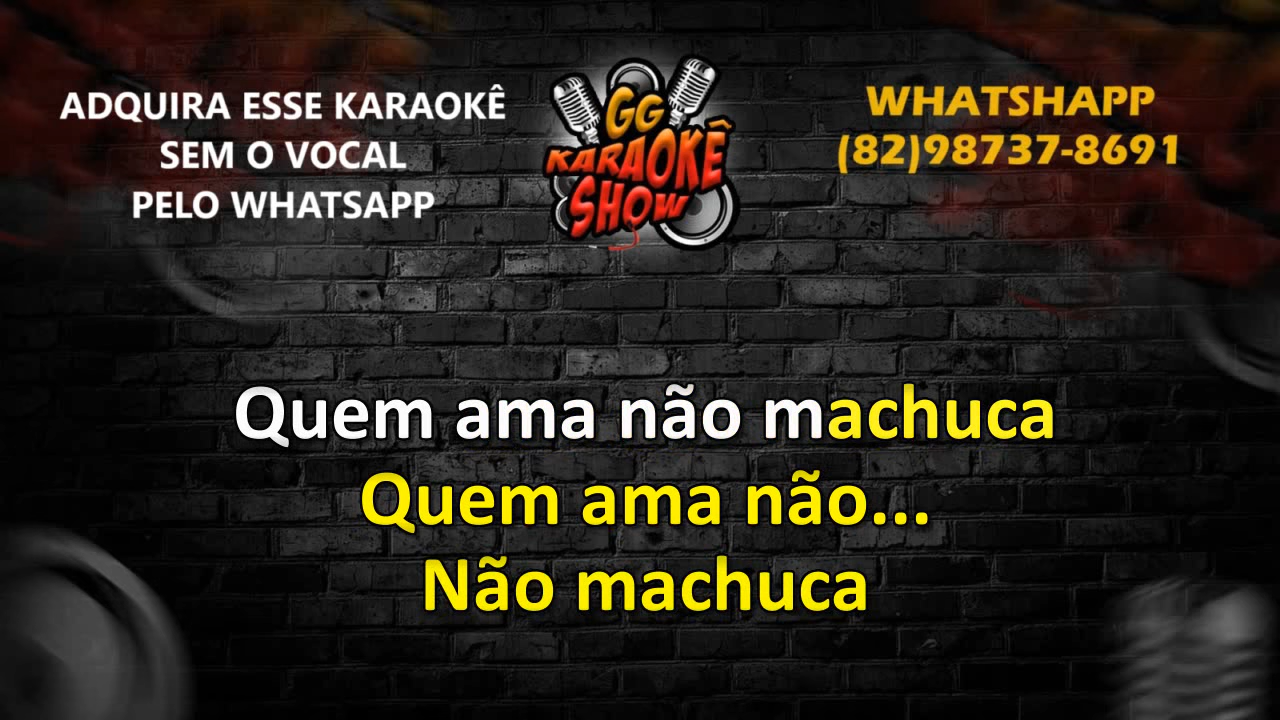 ADQUIRA ESSE KARAOKÊ
SEM O VOCAL
PELO WHATSAPP
GG
KARAOKÊ
SHOW
WHATSHAPP
(82)98737-8691
Quem ama não machuca
Quem ama não...
Não machuca